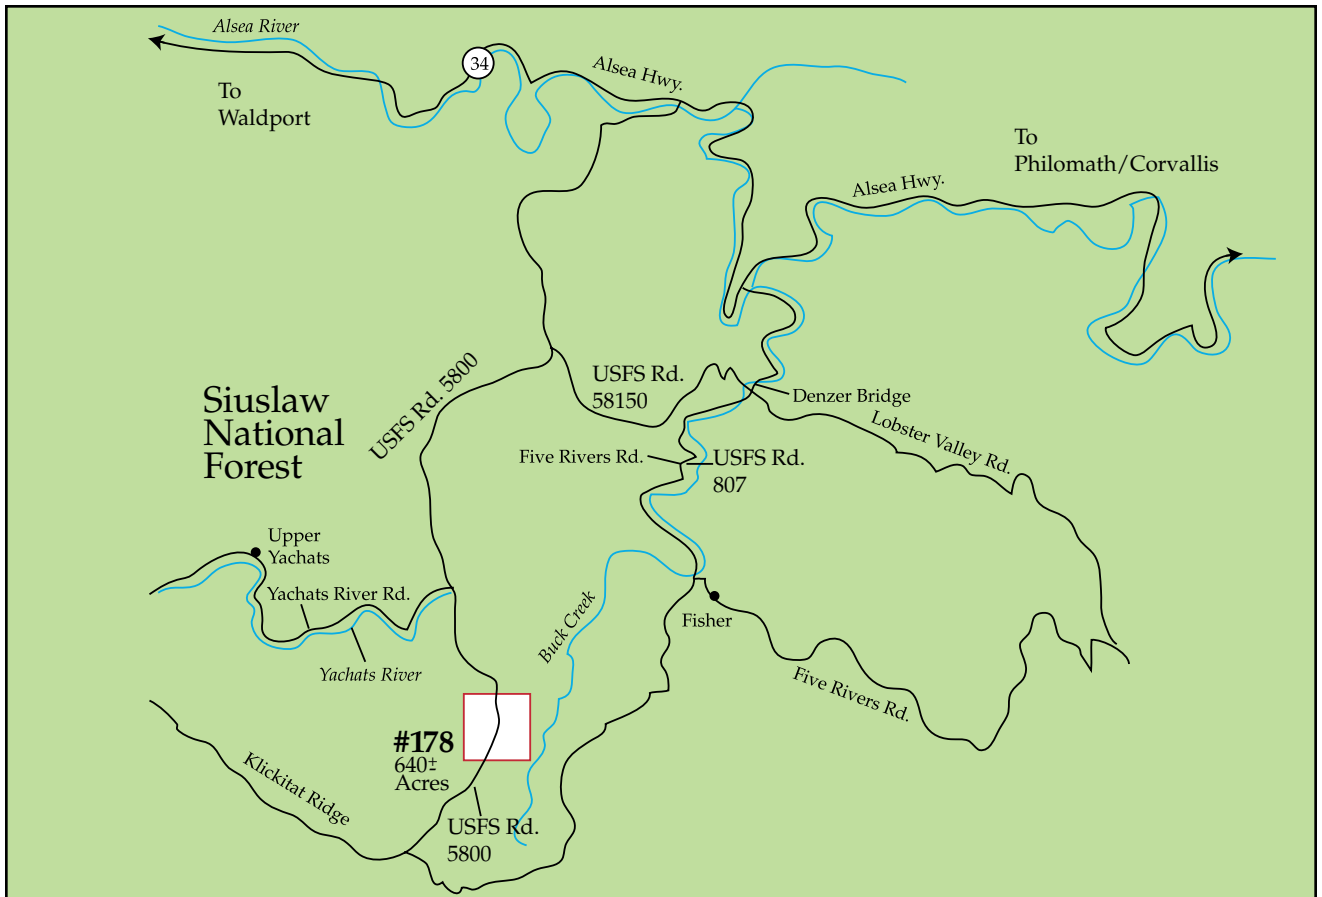 Alsea River
34
Alsea Hwy.
To
Waldport
To
Philomath/Corvallis
Alsea Hwy.
USFS Rd. 5800
USFS Rd.
58150
Denzer Bridge
Siuslaw
National
Forest
Lobster Valley Rd.
Five Rivers Rd.
USFS Rd.
807
Upper
Yachats
Yachats River Rd.
Buck Creek
Fisher
Yachats River
Five Rivers Rd.
#178
640±
Acres
Klickitat Ridge
USFS Rd.
5800